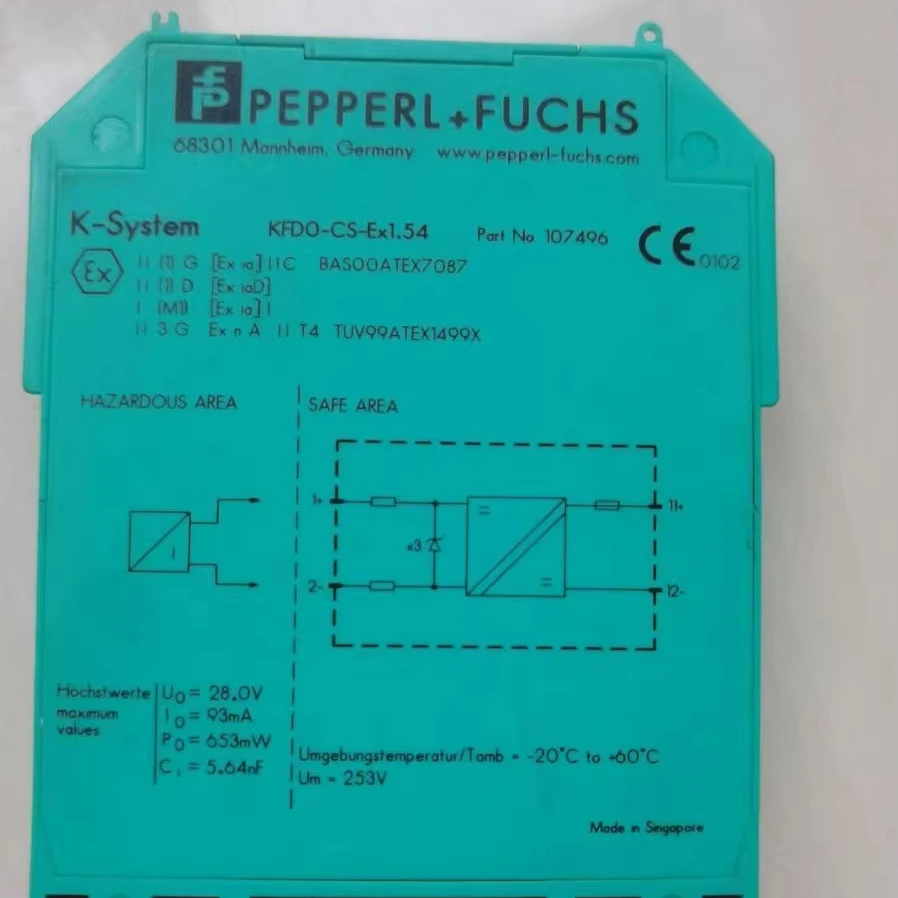 PEPPERL+FUCHS
68301 Mannheim, Germany www.pepperl-fuchs.com
K-System KFD0-CS-Ex1.54 Part No 107496 CE 0102
Ex II (1) G [Ex ia] IIC BAS00ATEX7087
II (1) D [Ex iaD]
I (M1) [Ex ia] I
II 3 G Ex n A II T4 TUV99ATEX1499X
HAZARDOUS AREA SAFE AREA
1+ 11+
I x3
2- 12-
Höchstwerte U₀ = 28.0V
maximum I₀ = 93mA
values: P₀ = 653mW
Cᵢ = 5.64nF
Umgebungstemperatur/Tamb = -20°C to +60°C
Um = 253V
Made in Singapore